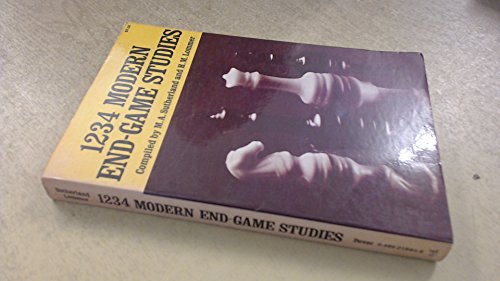 1234 MODERN
END-GAME STUDIES
Compiled by M. A. Sutherland and H. M. Lommer
Sutherland
Lommer
1234 MODERN END-GAME STUDIES
Dover